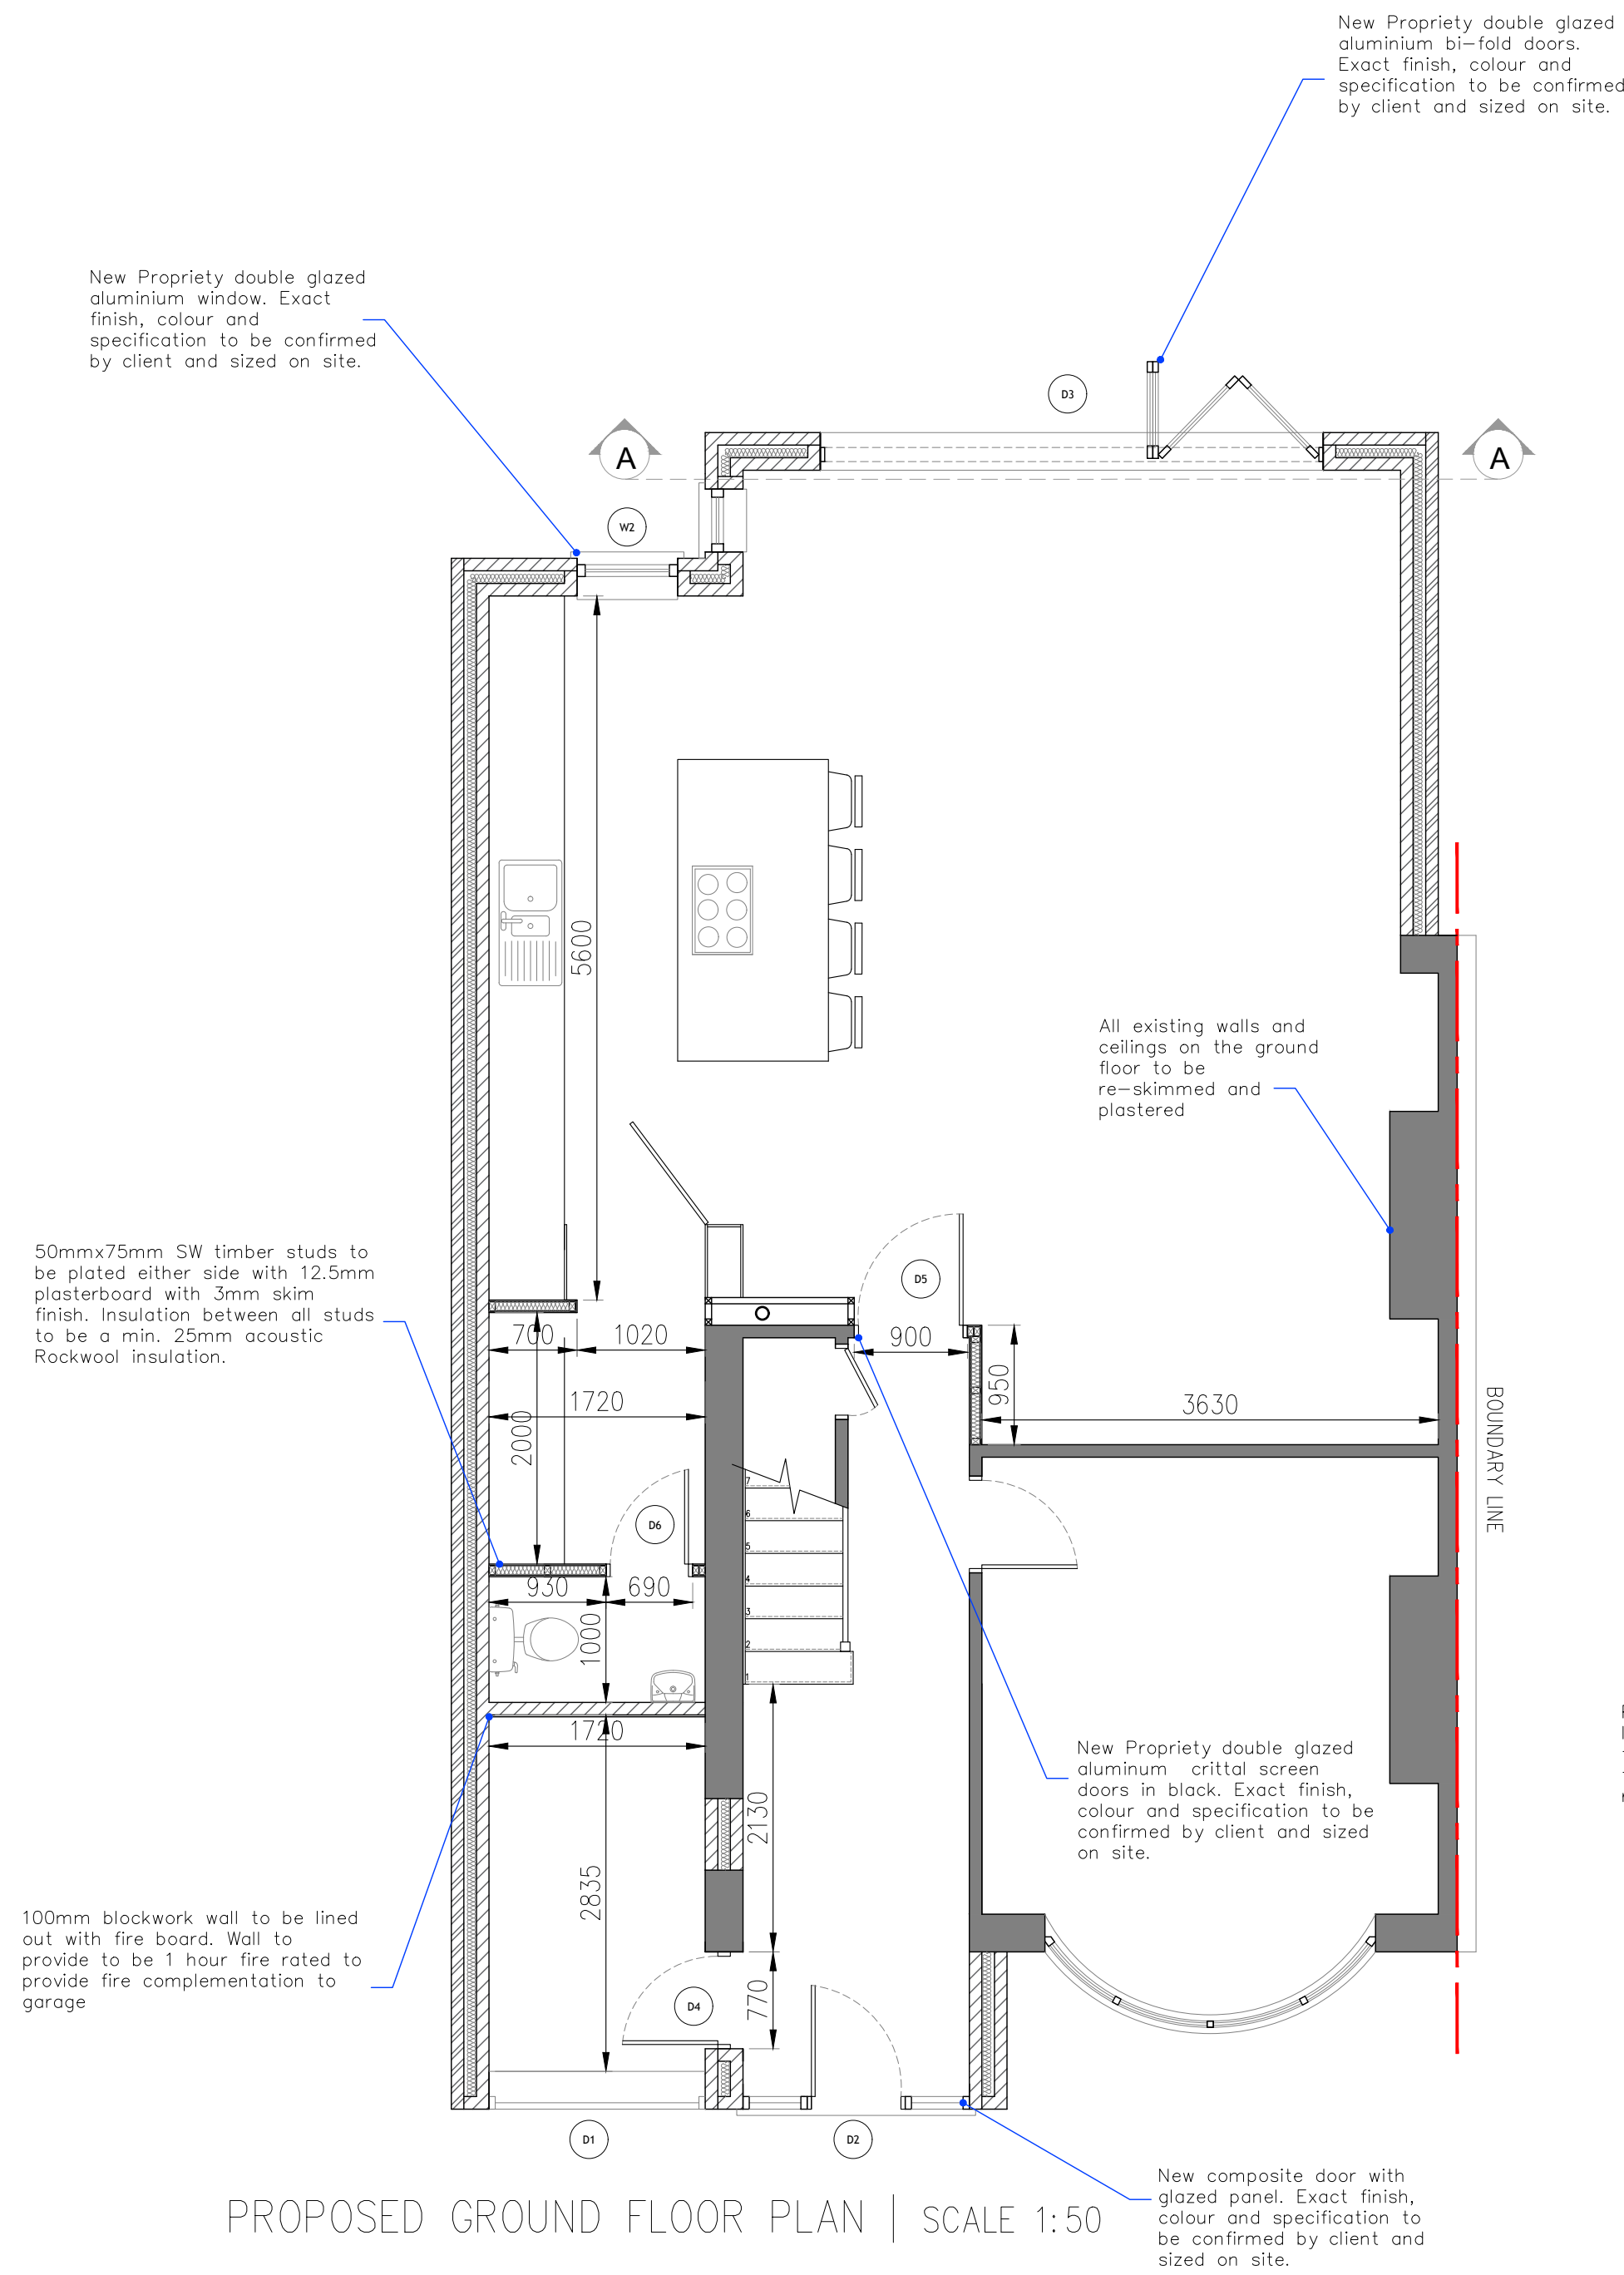 New Propriety double glazed
aluminium bi-fold doors.
Exact finish, colour and
specification to be confirmed
by client and sized on site.
New Propriety double glazed
aluminium window. Exact
finish, colour and
specification to be confirmed
by client and sized on site.
D3
A
A
W2
5600
All existing walls and
ceilings on the ground
floor to be
re-skimmed and
plastered
50mmx75mm SW timber studs to
be plated either side with 12.5mm
plasterboard with 3mm skim
finish. Insulation between all studs
to be a min. 25mm acoustic
Rockwool insulation.
D5
700
1020
900
950
1720
3630
2000
BOUNDARY LINE
7
6
5
4
3
2
1
D6
930
690
1000
1720
New Propriety double glazed
aluminum crittal screen
doors in black. Exact finish,
colour and specification to be
confirmed by client and sized
on site.
2130
2835
100mm blockwork wall to be lined
out with fire board. Wall to
provide to be 1 hour fire rated to
provide fire complementation to
garage
D4
770
D1
D2
New composite door with
glazed panel. Exact finish,
colour and specification to
be confirmed by client and
sized on site.
PROPOSED GROUND FLOOR PLAN | SCALE 1:50